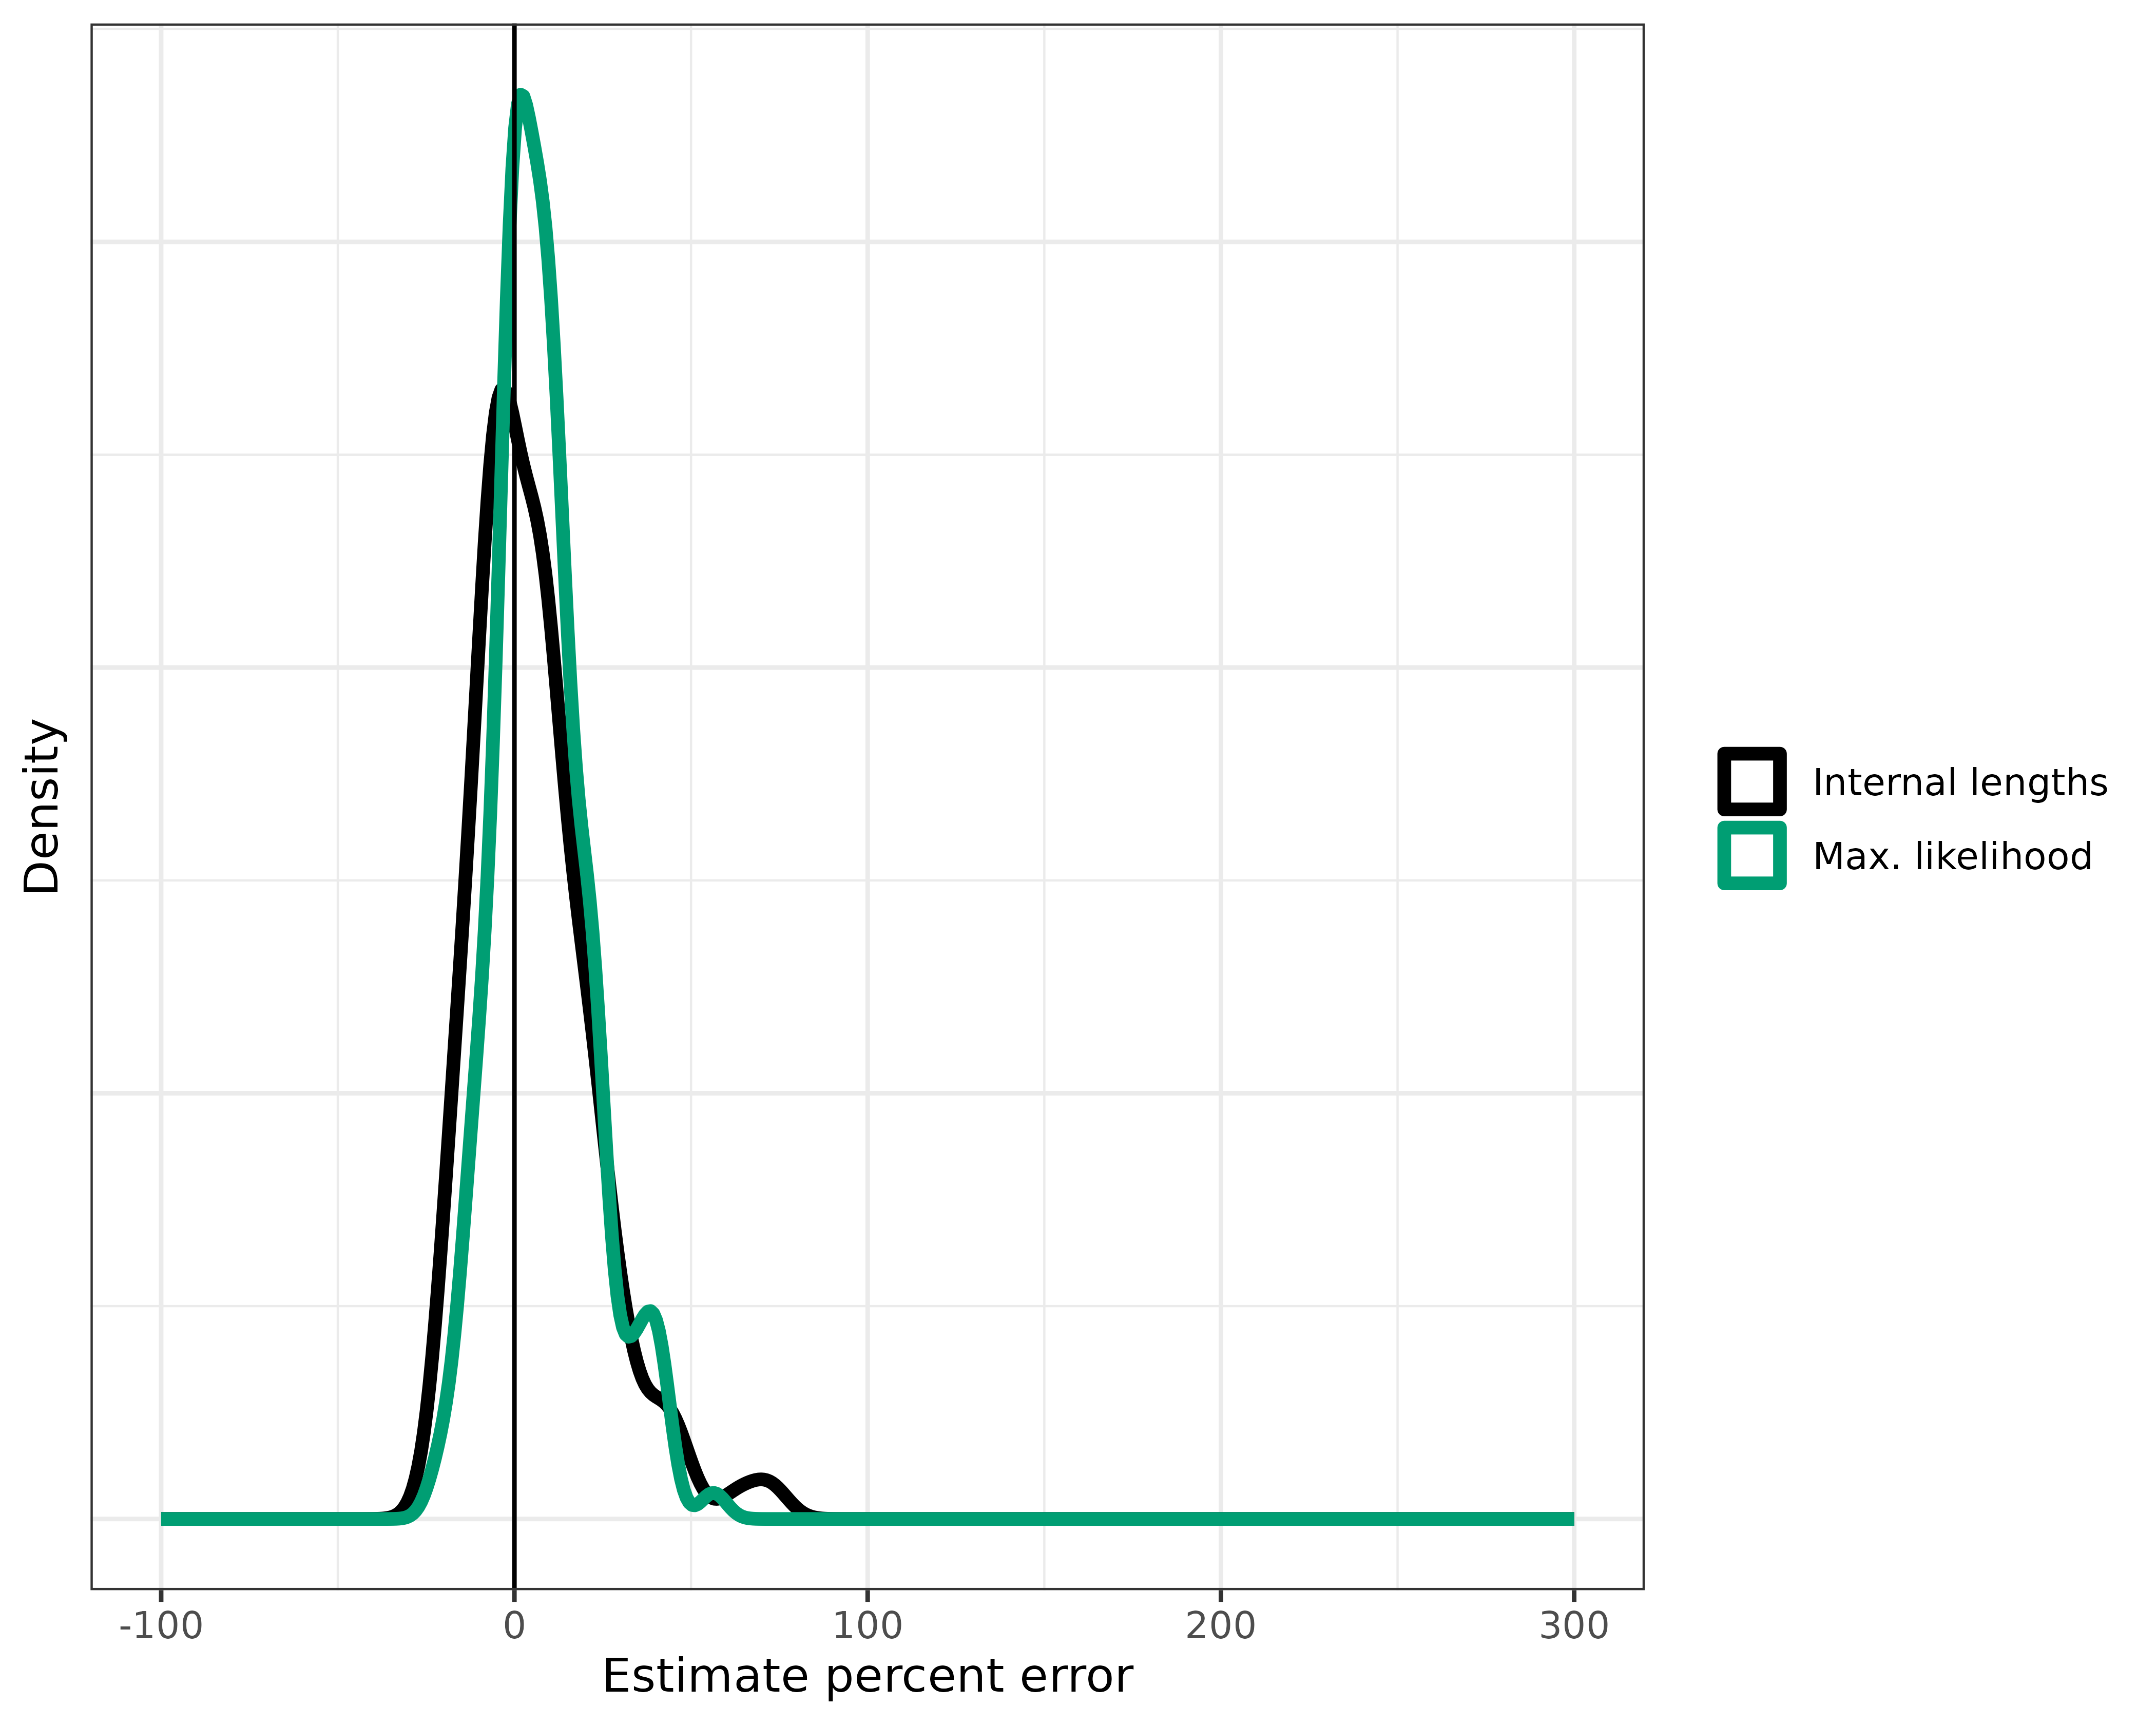 Density
Internal lengths
Max. likelihood
-100 0 100 200 300
Estimate percent error